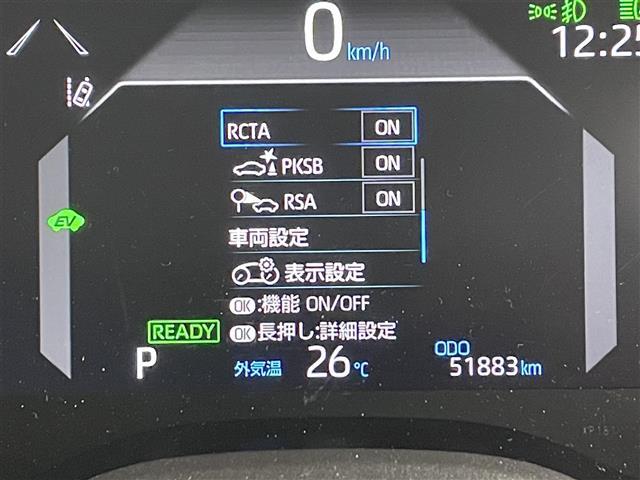 0 km/h
12:25
RCTA ON
PKSB ON
RSA ON
車両設定
表示設定
OK:機能 ON/OFF
OK長押し:詳細設定
EV
READY
P
外気温 26℃
ODO
51883 km